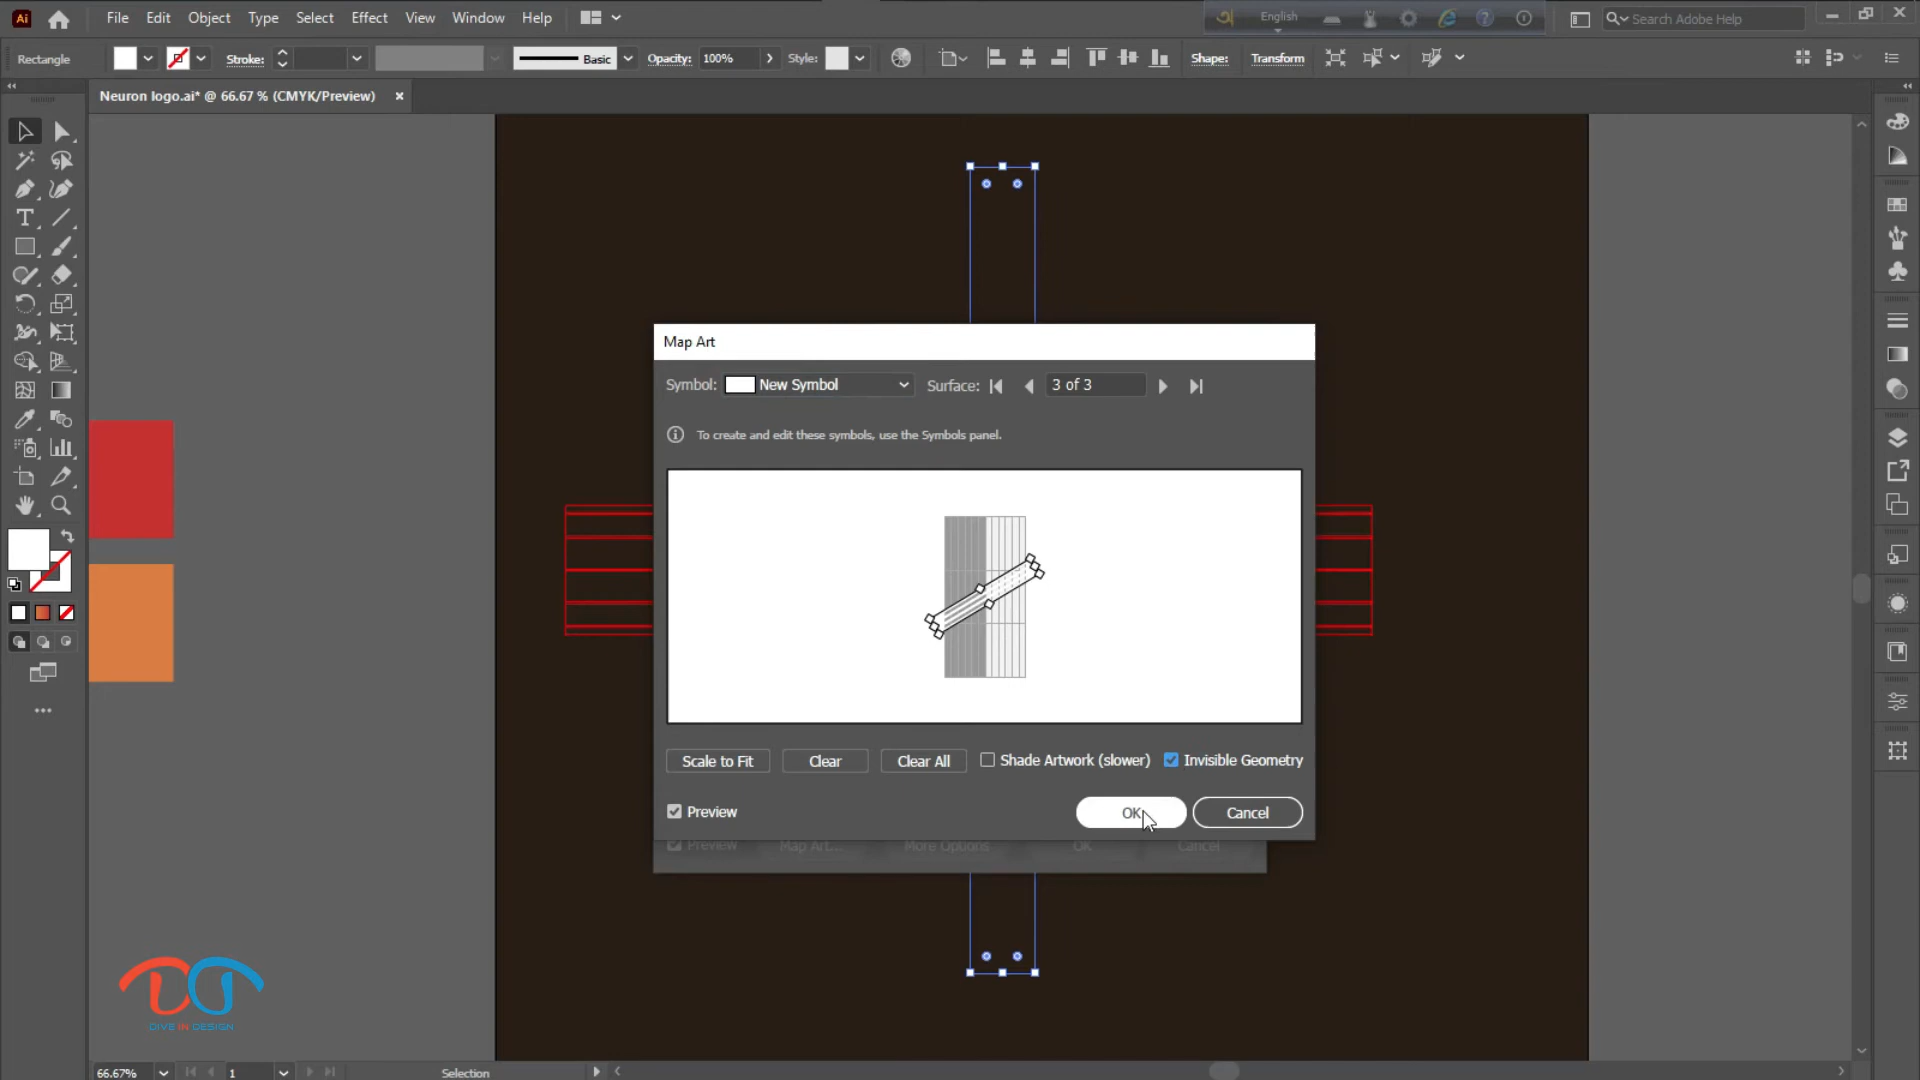 Ai File Edit Object Type Select Effect View Window Help English Search Adobe Help
Rectangle Stroke: Basic Opacity: 100% Style: Shape: Transform
Neuron logo.ai* @ 66.67 % (CMYK/Preview) ×
Map Art
Symbol: New Symbol Surface: 3 of 3
To create and edit these symbols, use the Symbols panel.
Scale to Fit Clear Clear All Shade Artwork (slower) Invisible Geometry
Preview OK Cancel
Preview Map Art... More Options OK Cancel
DIVE IN DESIGN
66.67% 1 Selection